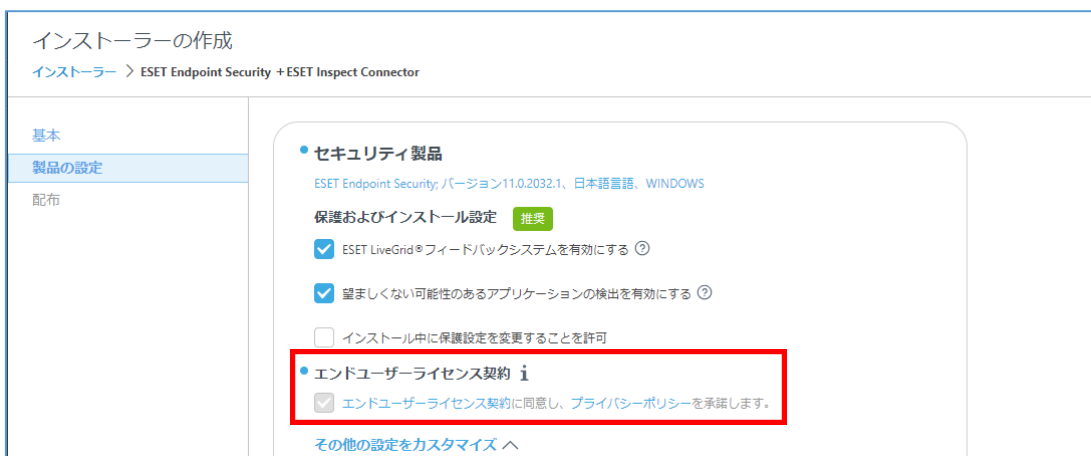 インストーラーの作成
インストーラー > ESET Endpoint Security +ESET Inspect Connector
基本
製品の設定
配布
セキュリティ製品
ESET Endpoint Security; バージョン11.0.2032.1、日本語言語、WINDOWS
保護およびインストール設定 推奨
ESET LiveGrid®フィードバックシステムを有効にする ?
望ましくない可能性のあるアプリケーションの検出を有効にする ?
インストール中に保護設定を変更することを許可
エンドユーザーライセンス契約 i
エンドユーザーライセンス契約に同意し、プライバシーポリシーを承諾します。
その他の設定をカスタマイズ